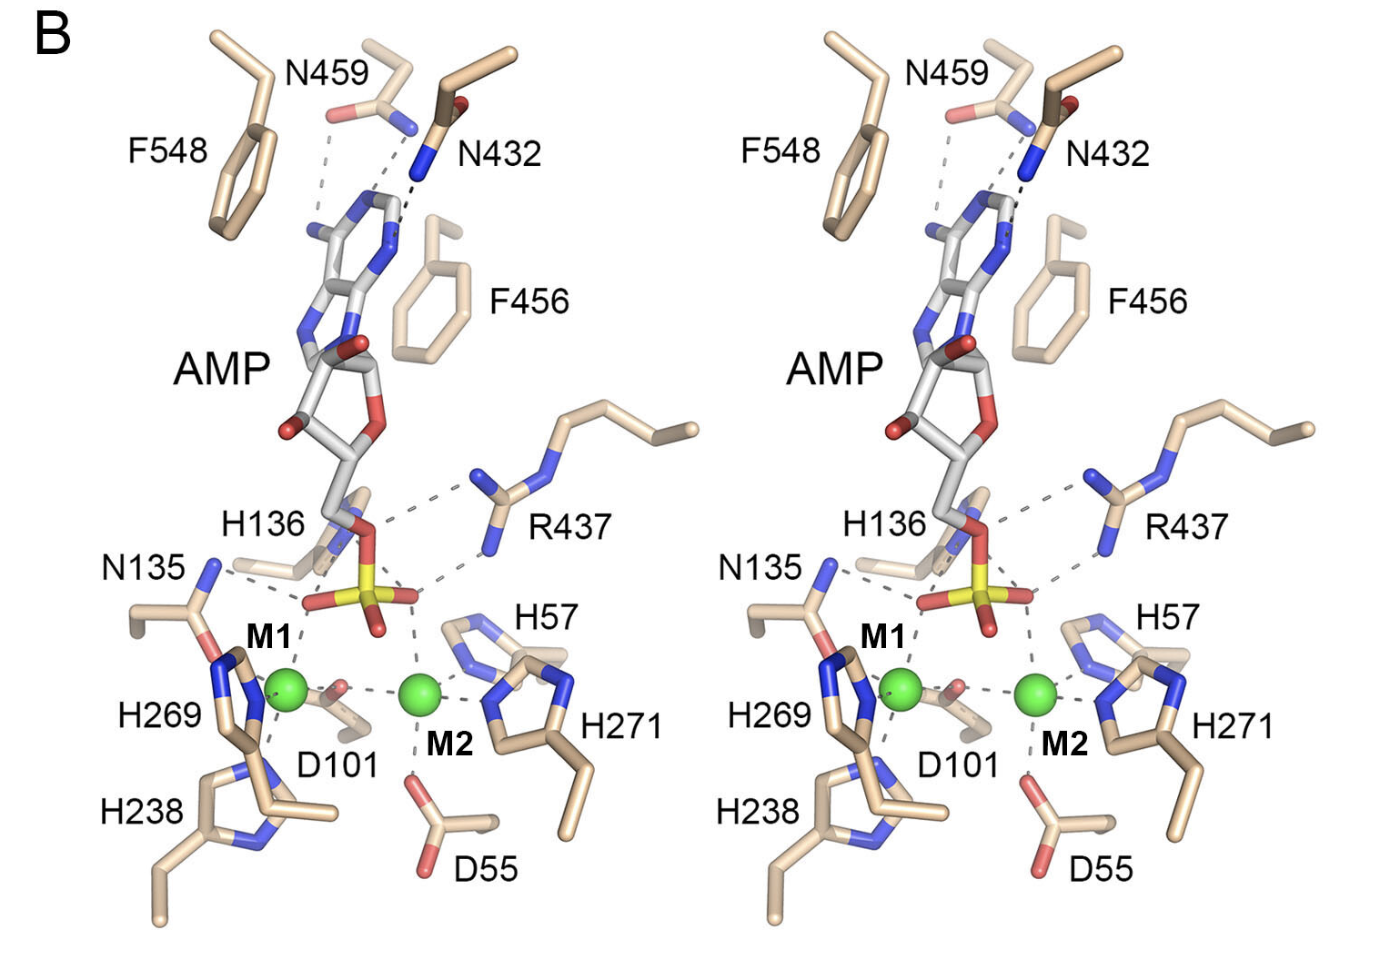 B
N459 N459
F548 N432 F548 N432
F456 F456
AMP AMP
H136 R437 H136 R437
N135 N135
H57 H57
M1 M1
H269 H271 H269 H271
M2 M2
D101 D101
H238 H238
D55 D55